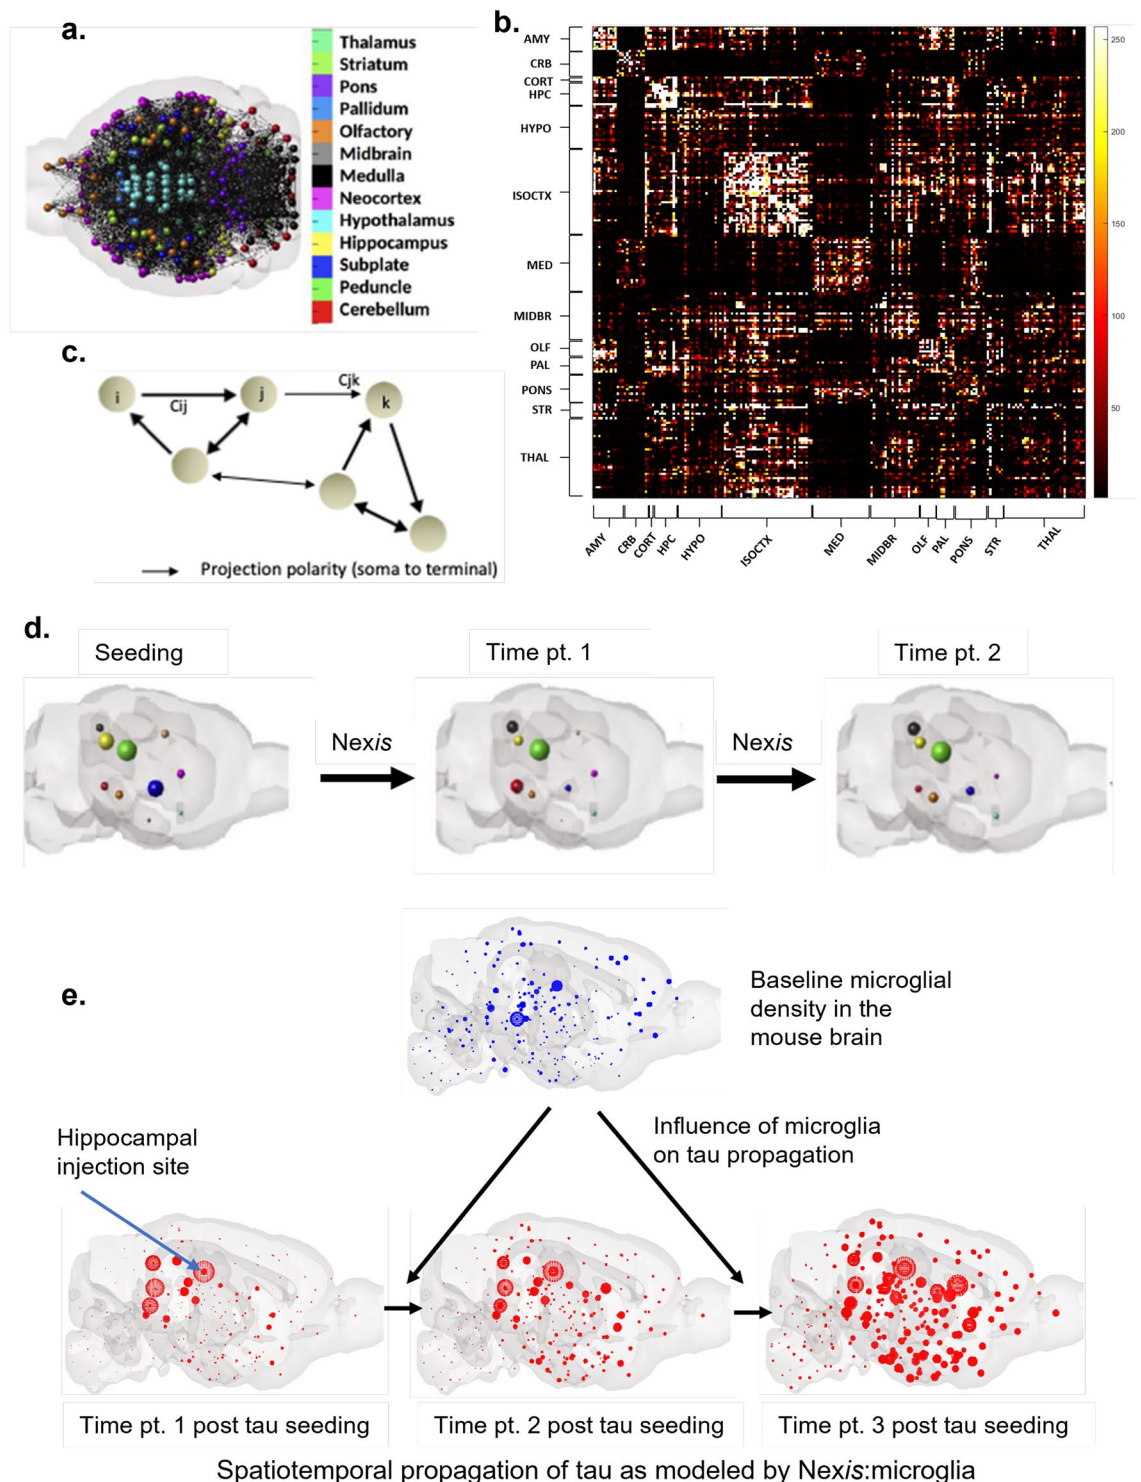 a.
Thalamus
Striatum
Pons
Pallidum
Olfactory
Midbrain
Medulla
Neocortex
Hypothalamus
Hippocampus
Subplate
Peduncle
Cerebellum
b.
AMY
CRB
CORT
HPC
HYPO
ISOCTX
MED
MIDBR
OLF
PAL
PONS
STR
THAL
250
200
150
100
50
AMY
CRB
CORT
HPC
HYPO
ISOCTX
MED
MIDBR
OLF
PAL
PONS
STR
THAL
c.
i
j
k
Cij
Cjk
Projection polarity (soma to terminal)
d.
Seeding
Time pt. 1
Time pt. 2
Nexis
Nexis
e.
Baseline microglial
density in the
mouse brain
Hippocampal
injection site
Influence of microglia
on tau propagation
Time pt. 1 post tau seeding
Time pt. 2 post tau seeding
Time pt. 3 post tau seeding
Spatiotemporal propagation of tau as modeled by Nexis:microglia